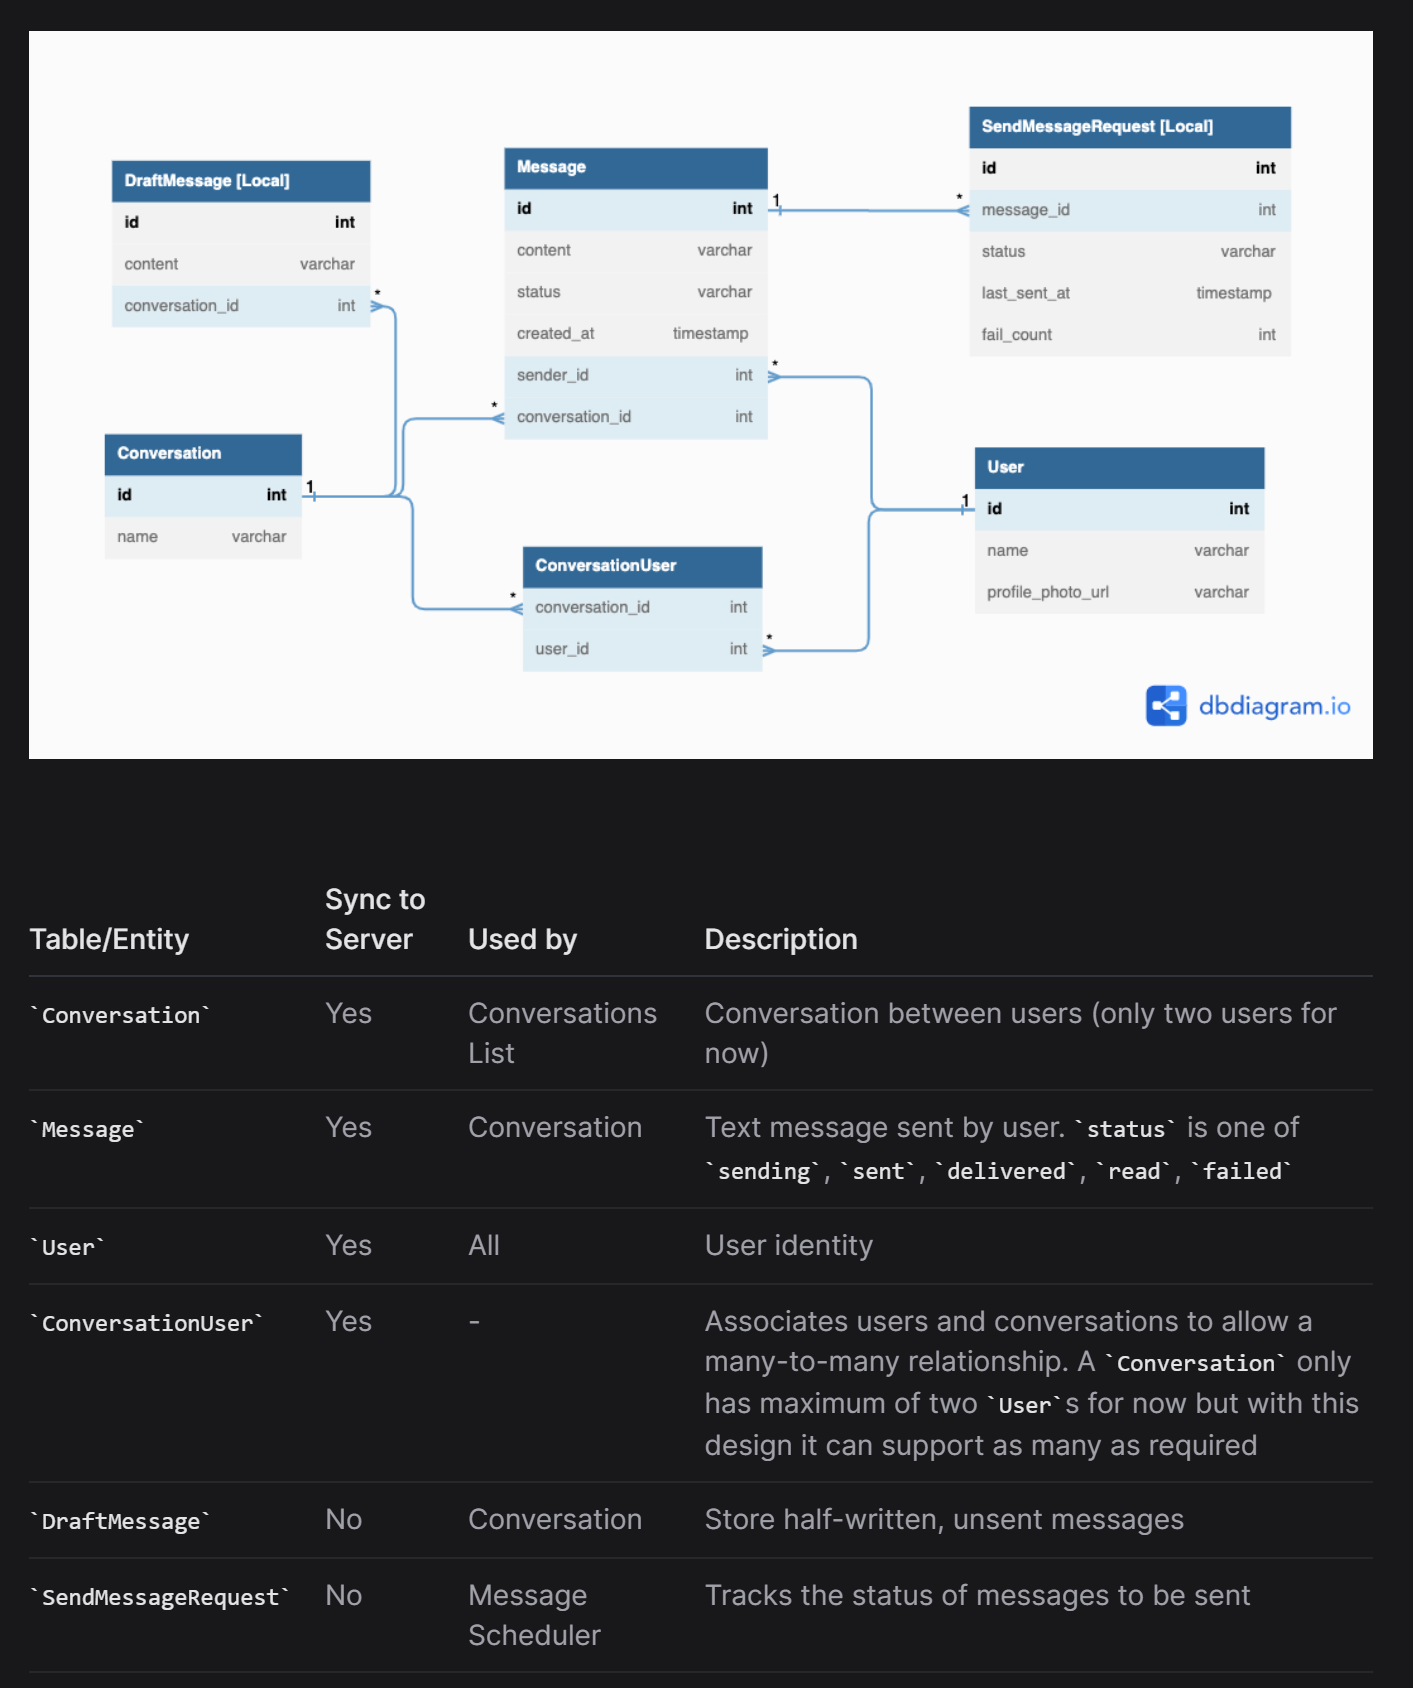 SendMessageRequest [Local]
id int
message_id int
status varchar
last_sent_at timestamp
fail_count int
Message
id int
content varchar
status varchar
created_at timestamp
sender_id int
conversation_id int
DraftMessage [Local]
id int
content varchar
conversation_id int
1 *
*
*
*
Conversation
id int
name varchar
1
User
id int
name varchar
profile_photo_url varchar
1
ConversationUser
conversation_id int
user_id int
*
*
dbdiagram.io
Sync to
Table/Entity Server Used by Description
`Conversation` Yes Conversations Conversation between users (only two users for
List now)
`Message` Yes Conversation Text message sent by user. `status` is one of
`sending`, `sent`, `delivered`, `read`, `failed`
`User` Yes All User identity
`ConversationUser` Yes - Associates users and conversations to allow a
many-to-many relationship. A `Conversation` only
has maximum of two `User`s for now but with this
design it can support as many as required
`DraftMessage` No Conversation Store half-written, unsent messages
`SendMessageRequest` No Message Tracks the status of messages to be sent
Scheduler